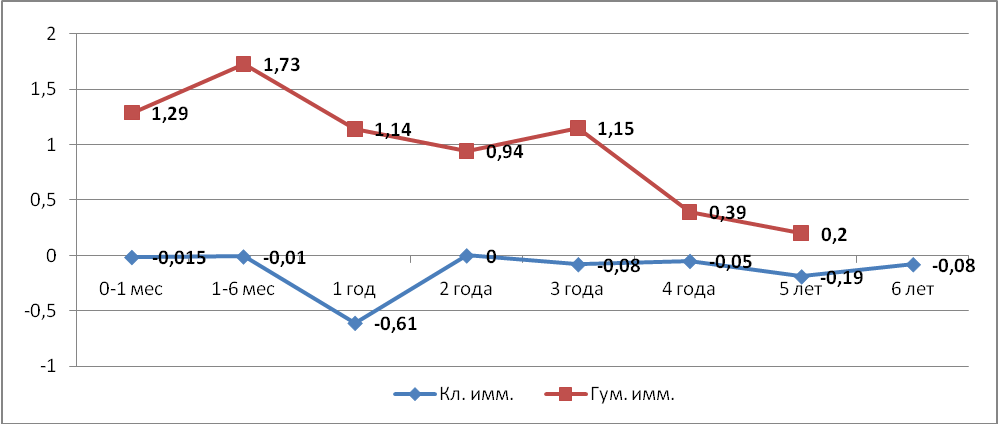 2
1,5
1
0,5
0
-0,5
-1
1,29
1,73
1,14
0,94
1,15
0,39
0,2
-0,015
-0,01
-0,61
0
-0,08
-0,05
-0,19
-0,08
0-1 мес
1-6 мес
1 год
2 года
3 года
4 года
5 лет
6 лет
Кл. имм.
Гум. имм.